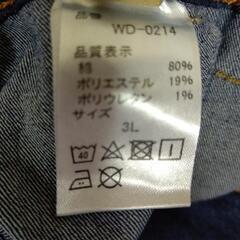 品番 WD-0214
品質表示
綿 80%
ポリエステル 19%
ポリウレタン 1%
サイズ
3L
40